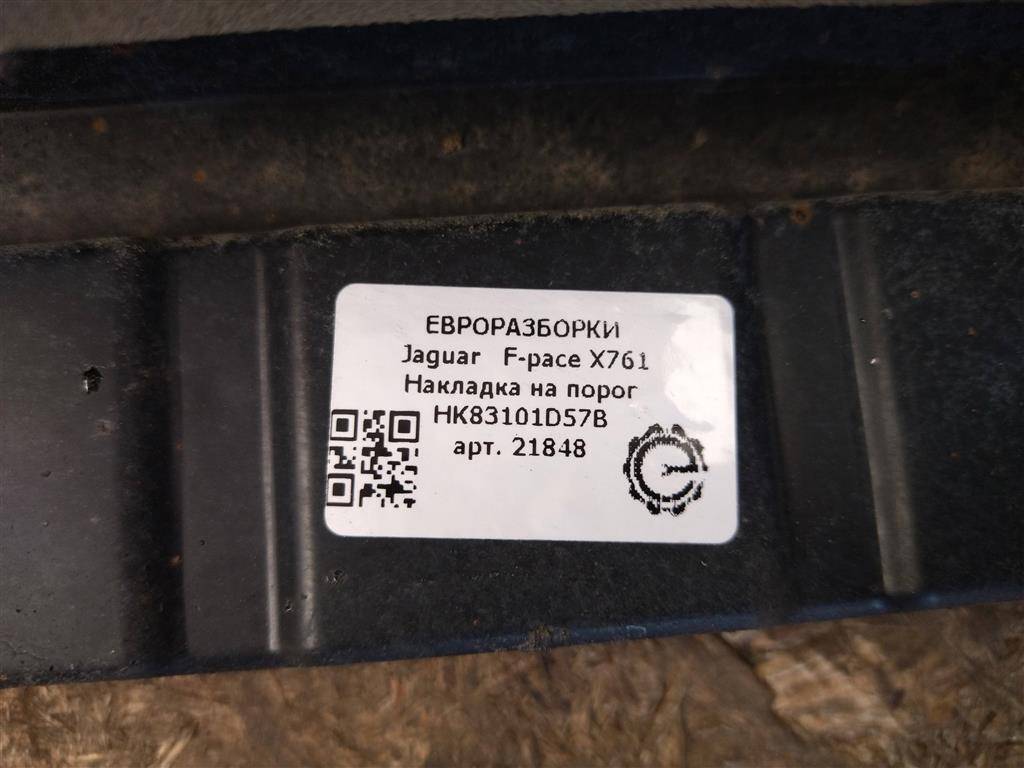 ЕВРОРАЗБОРКИ
Jaguar F-pace X761
Накладка на порог
HK83101D57B
арт. 21848